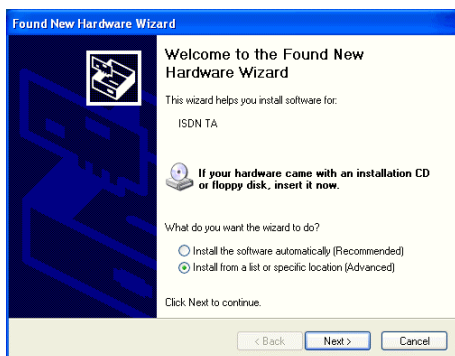 Found New Hardware Wizard
Welcome to the Found New
Hardware Wizard
This wizard helps you install software for:
ISDN TA
If your hardware came with an installation CD
or floppy disk, insert it now.
What do you want the wizard to do?
Install the software automatically (Recommended)
Install from a list or specific location (Advanced)
Click Next to continue.
< Back Next > Cancel